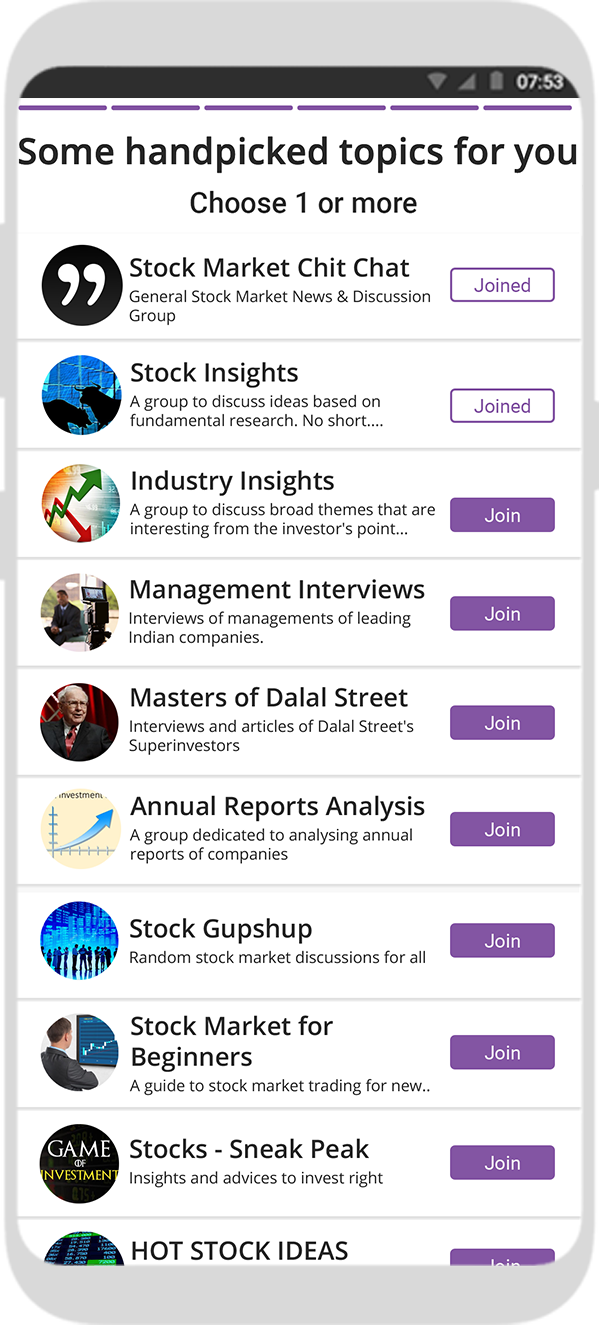 07:53
Some handpicked topics for you
Choose 1 or more
Stock Market Chit Chat
General Stock Market News & Discussion
Group
Joined
Stock Insights
A group to discuss ideas based on
fundamental research. No short....
Joined
Industry Insights
A group to discuss broad themes that are
interesting from the investor's point...
Join
Management Interviews
Interviews of managements of leading
Indian companies.
Join
Masters of Dalal Street
Interviews and articles of Dalal Street's
Superinvestors
Join
investment
Annual Reports Analysis
A group dedicated to analysing annual
reports of companies
Join
Stock Gupshup
Random stock market discussions for all
Join
Stock Market for
Beginners
A guide to stock market trading for new..
Join
GAME
OF
INVESTMENT
Stocks - Sneak Peak
Insights and advices to invest right
Join
HOT STOCK IDEAS
Join